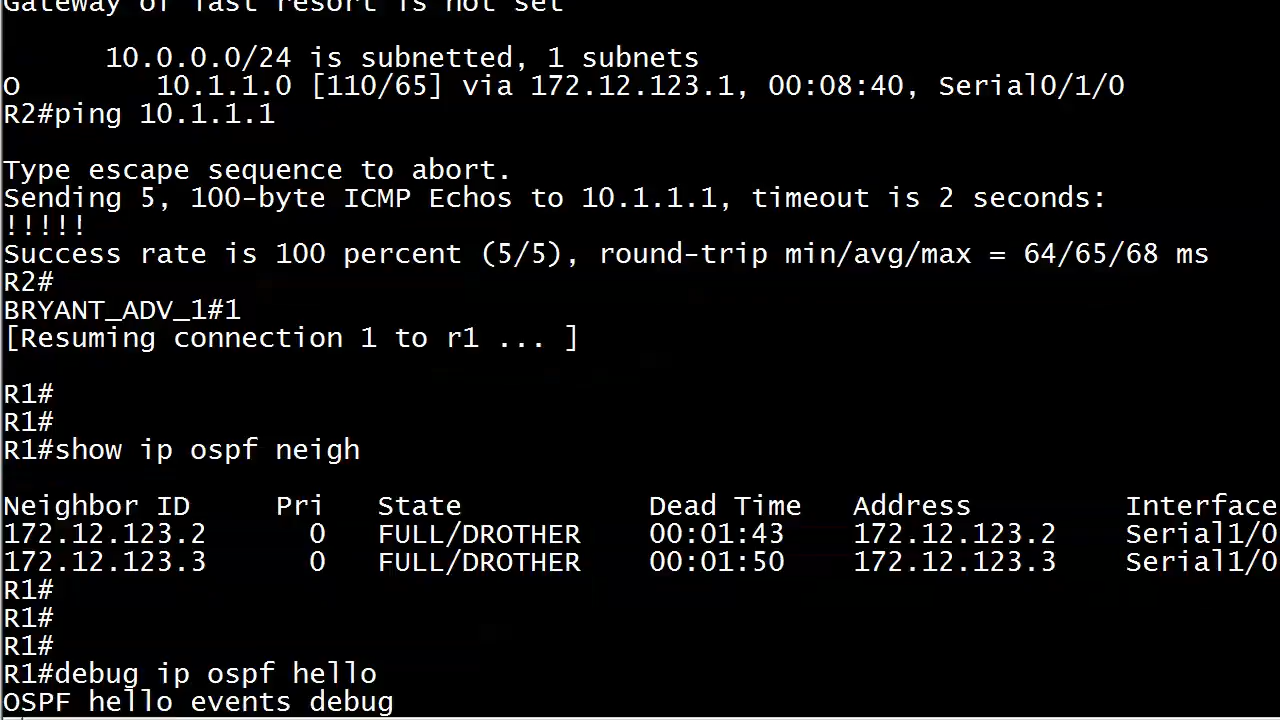 Gateway of last resort is not set
10.0.0.0/24 is subnetted, 1 subnets
O 10.1.1.0 [110/65] via 172.12.123.1, 00:08:40, Serial0/1/0
R2#ping 10.1.1.1
Type escape sequence to abort.
Sending 5, 100-byte ICMP Echos to 10.1.1.1, timeout is 2 seconds:
!!!!!
Success rate is 100 percent (5/5), round-trip min/avg/max = 64/65/68 ms
R2#
BRYANT_ADV_1#1
[Resuming connection 1 to r1 ... ]
R1#
R1#
R1#show ip ospf neigh
Neighbor ID Pri State Dead Time Address Interface
172.12.123.2 0 FULL/DROTHER 00:01:43 172.12.123.2 Serial1/0
172.12.123.3 0 FULL/DROTHER 00:01:50 172.12.123.3 Serial1/0
R1#
R1#
R1#
R1#debug ip ospf hello
OSPF hello events debug